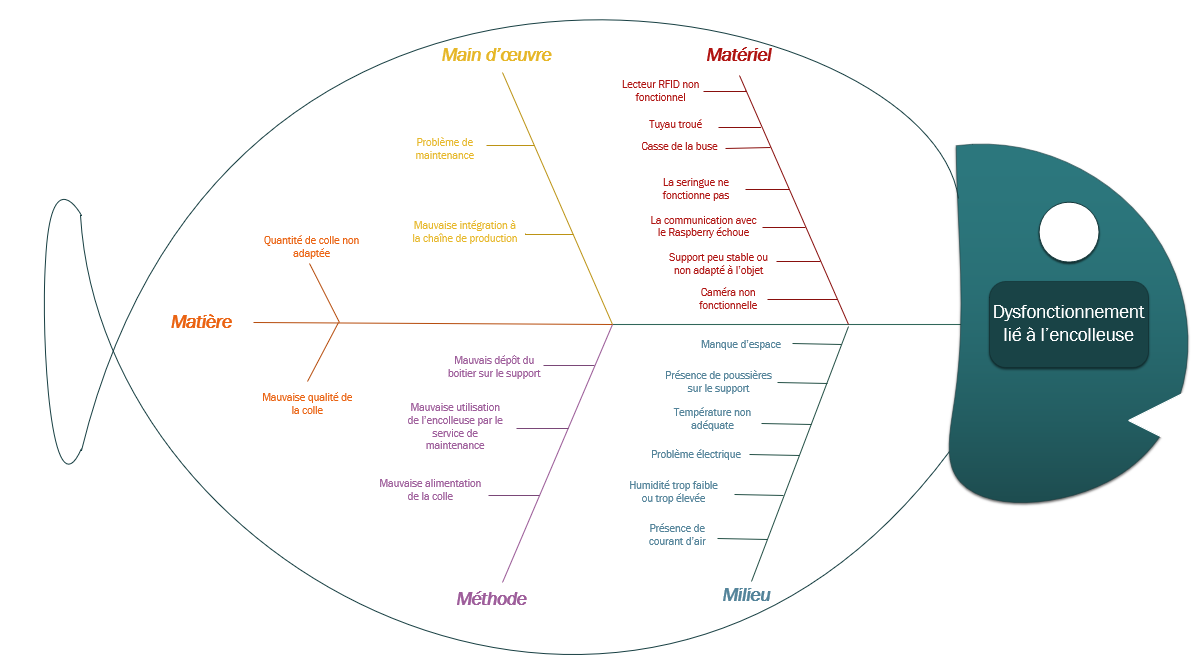 Main d’œuvre
Problème de
maintenance
Mauvaise intégration à
la chaîne de production
Matériel
Lecteur RFID non
fonctionnel
Tuyau troué
Casse de la buse
La seringue ne
fonctionne pas
La communication avec
le Raspberry échoue
Support peu stable ou
non adapté à l’objet
Caméra non
fonctionnelle
Matière
Quantité de colle non
adaptée
Mauvaise qualité de
la colle
Mauvais dépôt du
boitier sur le support
Mauvaise utilisation
de l’encolleuse par le
service de
maintenance
Mauvaise alimentation
de la colle
Méthode
Manque d’espace
Présence de poussières
sur le support
Température non
adéquate
Problème électrique
Humidité trop faible
ou trop élevée
Présence de
courant d’air
Milieu
Dysfonctionnement
lié à l’encolleuse